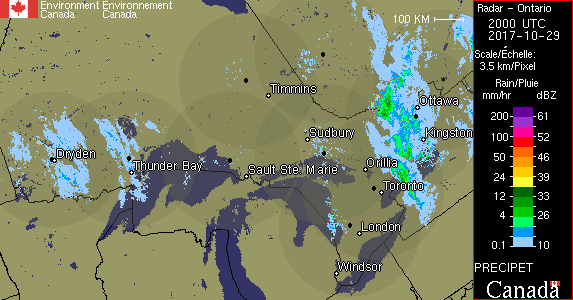 Environment Environnement
Canada Canada
100 KM
Timmins
Ottawa
Sudbury
Kingston
Dryden
Thunder Bay
Sault Ste. Marie
Orillia
Toronto
London
Windsor
Radar - Ontario
2000 UTC
2017-10-29
Scale/Échelle:
3.5 km/Pixel
Rain/Pluie
mm/hr dBZ
200 61
100 52
50 46
24 39
12 33
4 26
0.1 10
PRECIPET
Canada